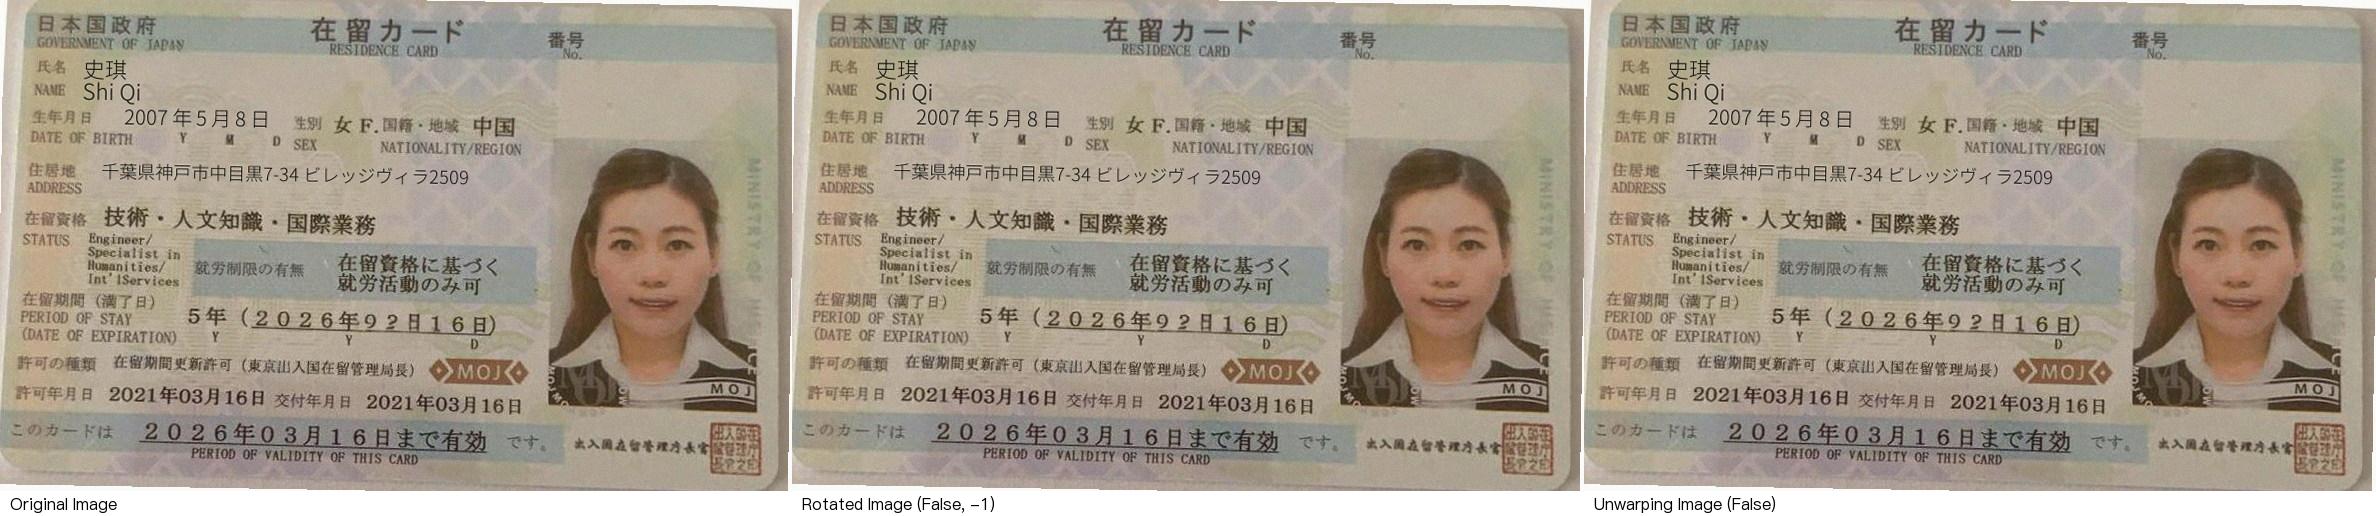 日本国政府
GOVERNMENT OF JAPAN
在留カード
RESIDENCE CARD
番号
No.
氏名 史琪
NAME Shi Qi
生年月日 2007年5月8日 性別 女 F. 国籍・地域 中国
DATE OF BIRTH Y M D SEX NATIONALITY/REGION
住居地 千葉県神戸市中目黒7-34 ビレッジヴィラ2509
ADDRESS
在留資格 技術・人文知識・国際業務
STATUS Engineer/
Specialist in
Humanities/
Int'lServices
就労制限の有無 在留資格に基づく
就労活動のみ可
在留期間（満了日）
PERIOD OF STAY 5年（2026年92月16日）
(DATE OF EXPIRATION) Y Y D
許可の種類 在留期間更新許可（東京出入国在留管理局長） MOJ
MOJ
許可年月日 2021年03月16日 交付年月日 2021年03月16日
このカードは 2026年03月16日まで有効 です。
PERIOD OF VALIDITY OF THIS CARD
出入国在留管理庁長官
MINISTRY OF
Original Image
日本国政府
GOVERNMENT OF JAPAN
在留カード
RESIDENCE CARD
番号
No.
氏名 史琪
NAME Shi Qi
生年月日 2007年5月8日 性別 女 F. 国籍・地域 中国
DATE OF BIRTH Y M D SEX NATIONALITY/REGION
住居地 千葉県神戸市中目黒7-34 ビレッジヴィラ2509
ADDRESS
在留資格 技術・人文知識・国際業務
STATUS Engineer/
Specialist in
Humanities/
Int'lServices
就労制限の有無 在留資格に基づく
就労活動のみ可
在留期間（満了日）
PERIOD OF STAY 5年（2026年92月16日）
(DATE OF EXPIRATION) Y Y D
許可の種類 在留期間更新許可（東京出入国在留管理局長） MOJ
MOJ
許可年月日 2021年03月16日 交付年月日 2021年03月16日
このカードは 2026年03月16日まで有効 です。
PERIOD OF VALIDITY OF THIS CARD
出入国在留管理庁長官
MINISTRY OF
Rotated Image (False, -1)
日本国政府
GOVERNMENT OF JAPAN
在留カード
RESIDENCE CARD
番号
No.
氏名 史琪
NAME Shi Qi
生年月日 2007年5月8日 性別 女 F. 国籍・地域 中国
DATE OF BIRTH Y M D SEX NATIONALITY/REGION
住居地 千葉県神戸市中目黒7-34 ビレッジヴィラ2509
ADDRESS
在留資格 技術・人文知識・国際業務
STATUS Engineer/
Specialist in
Humanities/
Int'lServices
就労制限の有無 在留資格に基づく
就労活動のみ可
在留期間（満了日）
PERIOD OF STAY 5年（2026年92月16日）
(DATE OF EXPIRATION) Y Y D
許可の種類 在留期間更新許可（東京出入国在留管理局長） MOJ
MOJ
許可年月日 2021年03月16日 交付年月日 2021年03月16日
このカードは 2026年03月16日まで有効 です。
PERIOD OF VALIDITY OF THIS CARD
出入国在留管理庁長官
MINISTRY OF
Unwarping Image (False)